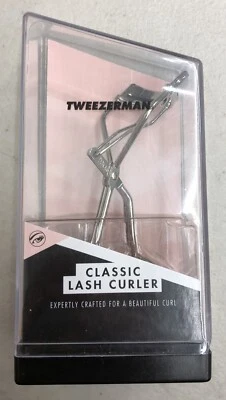 TWEEZERMAN
CLASSIC
LASH CURLER
EXPERTLY CRAFTED FOR A BEAUTIFUL CURL